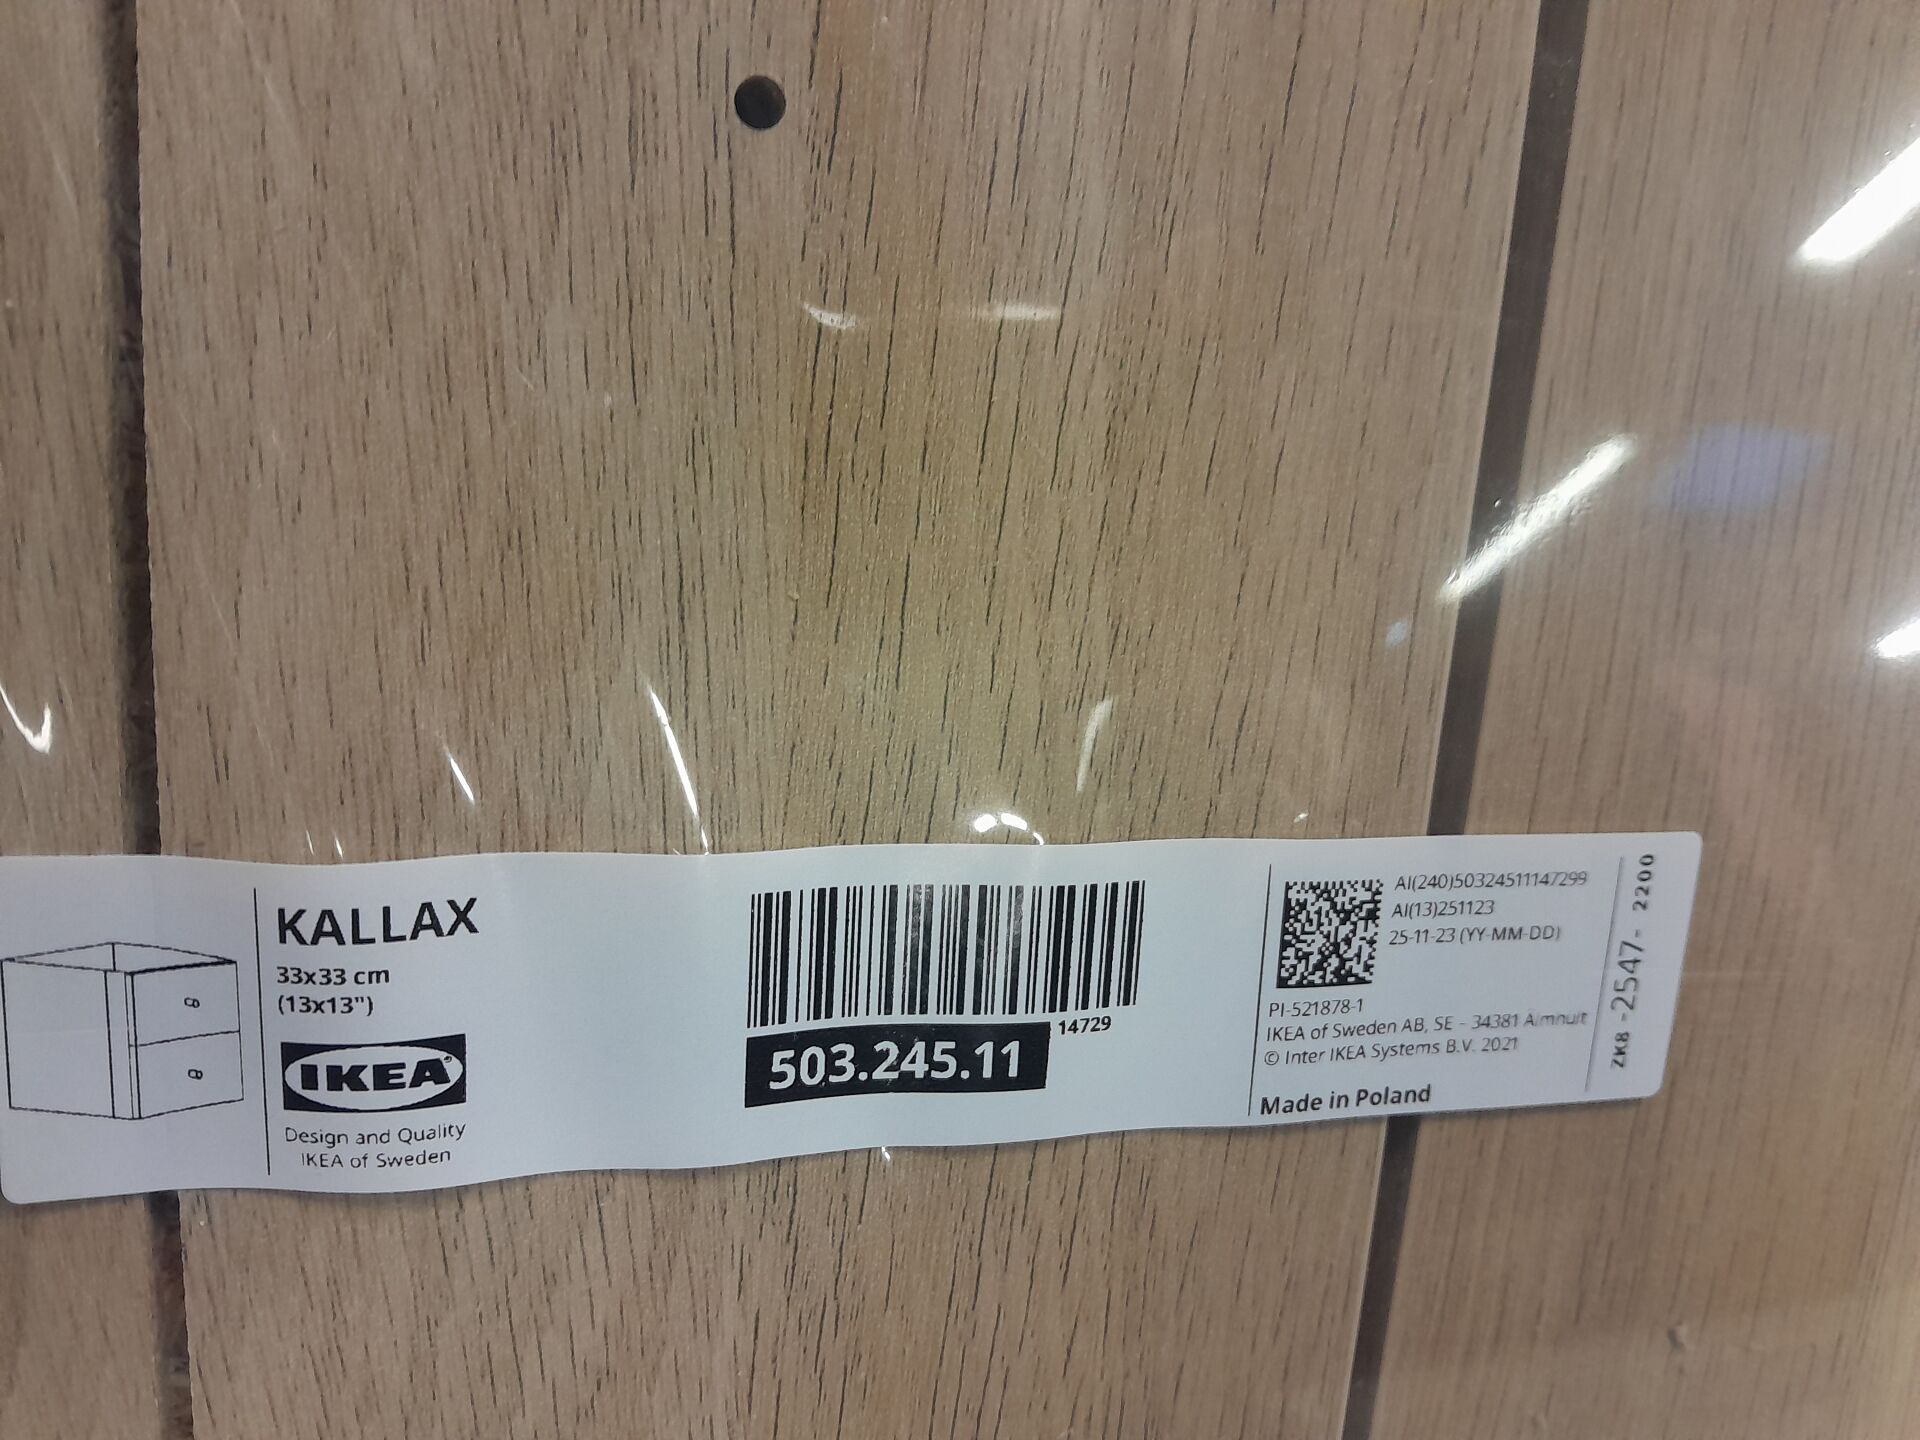 KALLAX
33x33 cm
(13x13")
IKEA®
Design and Quality
IKEA of Sweden
14729
503.245.11
AI(240)50324511147299
AI(13)251123
25-11-23 (YY-MM-DD)
PI-521878-1
IKEA of Sweden AB, SE - 34381 Älmhult
© Inter IKEA Systems B.V. 2021
Made in Poland
ZK8 -2547- 2200